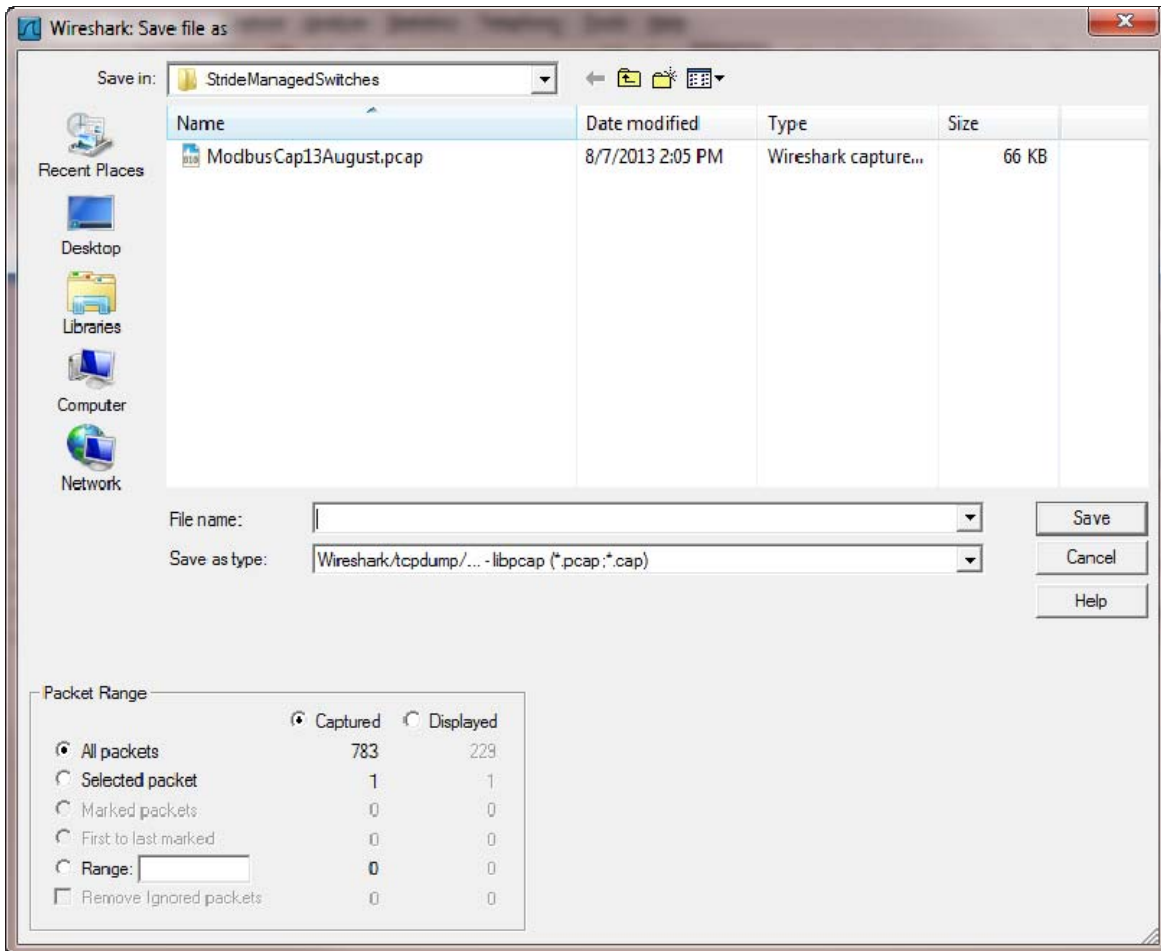 Wireshark: Save file as
Save in: StrideManagedSwitches
Name Date modified Type Size
ModbusCap13August.pcap 8/7/2013 2:05 PM Wireshark capture... 66 KB
Recent Places
Desktop
Libraries
Computer
Network
File name: Save
Save as type: Wireshark/tcpdump/... - libpcap (*.pcap;*.cap) Cancel
Help
Packet Range
Captured Displayed
All packets 783 229
Selected packet 1 1
Marked packets 0 0
First to last marked 0 0
Range: 0 0
Remove Ignored packets 0 0